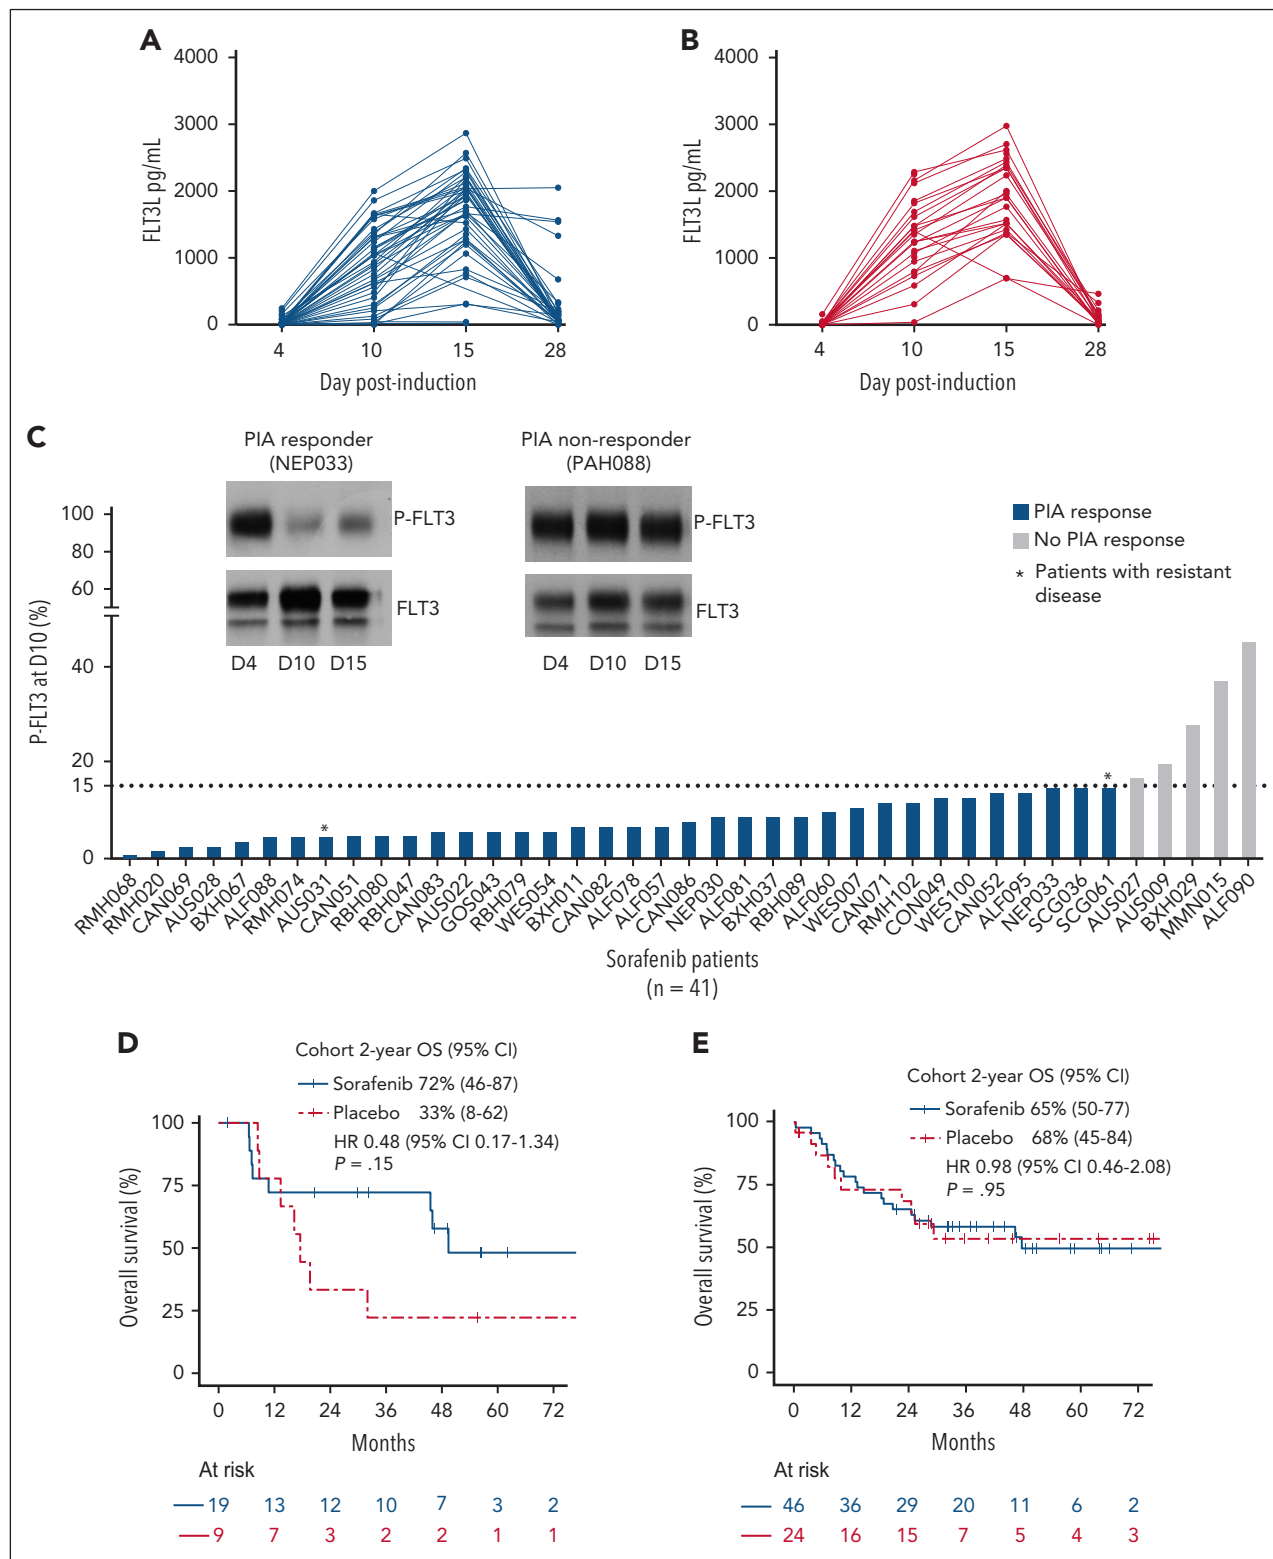 A
4000
3000
2000
1000
0
FLT3L pg/mL
4 10 15 28
Day post-induction
B
4000
3000
2000
1000
0
FLT3L pg/mL
4 10 15 28
Day post-induction
C
PIA responder
(NEP033)
P-FLT3
FLT3
D4 D10 D15
PIA non-responder
(PAH088)
P-FLT3
FLT3
D4 D10 D15
PIA response
No PIA response
* Patients with resistant
disease
100
80
60
40
20
15
0
P-FLT3 at D10 (%)
*
*
RMH068
RMH020
CAN069
AUS028
BXH067
ALF088
RMH074
AUS031
CAN051
RBH080
RBH047
CAN083
AUS022
GOS043
RBH079
WES054
BXH011
CAN082
ALF078
ALF057
CAN086
NEP030
ALF081
BXH037
RBH089
ALF060
WES007
CAN071
RMH102
CON049
WES100
CAN052
ALF095
NEP033
SCG036
SCG061
AUS027
AUS009
BXH029
MMN015
ALF090
Sorafenib patients
(n = 41)
D
Cohort 2-year OS (95% CI)
Sorafenib 72% (46-87)
Placebo 33% (8-62)
HR 0.48 (95% CI 0.17-1.34)
P = .15
100
75
50
25
0
Overall survival (%)
0 12 24 36 48 60 72
Months
At risk
19 13 12 10 7 3 2
9 7 3 2 2 1 1
E
Cohort 2-year OS (95% CI)
Sorafenib 65% (50-77)
Placebo 68% (45-84)
HR 0.98 (95% CI 0.46-2.08)
P = .95
100
75
50
25
0
Overall survival (%)
0 12 24 36 48 60 72
Months
At risk
46 36 29 20 11 6 2
24 16 15 7 5 4 3